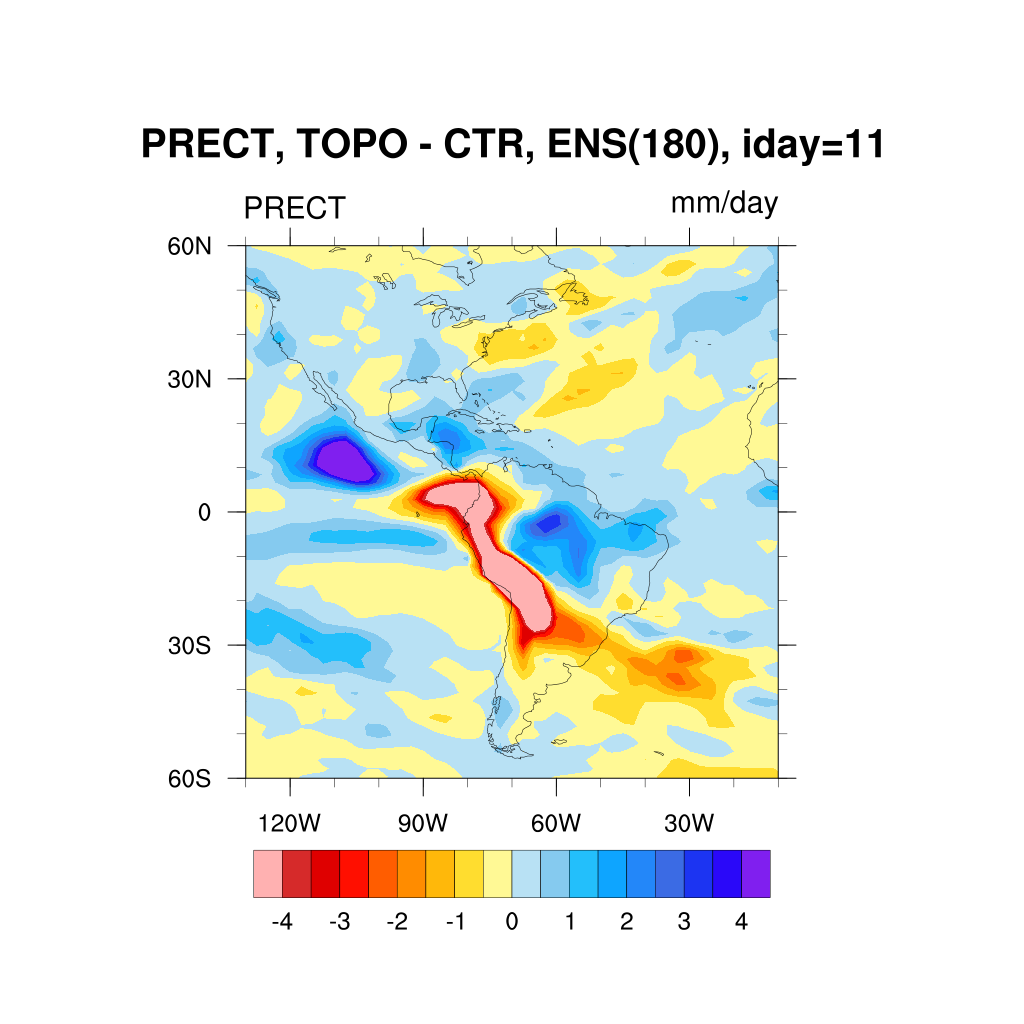 PRECT, TOPO - CTR, ENS(180), iday=11
PRECT mm/day
60N
30N
0
30S
60S
120W 90W 60W 30W
-4 -3 -2 -1 0 1 2 3 4